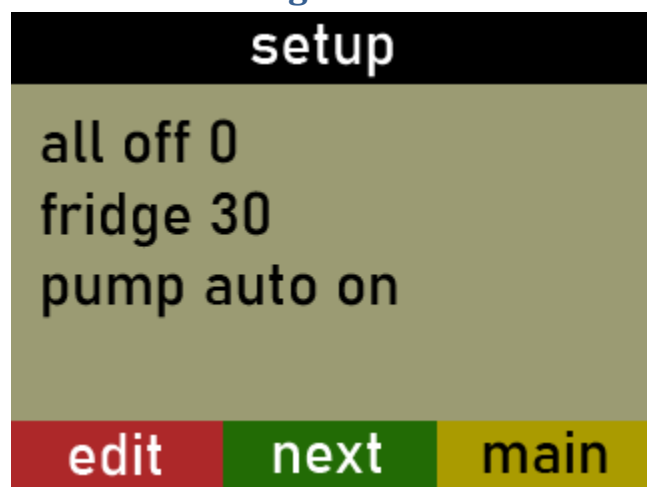 setup
all off 0
fridge 30
pump auto on
edit next main